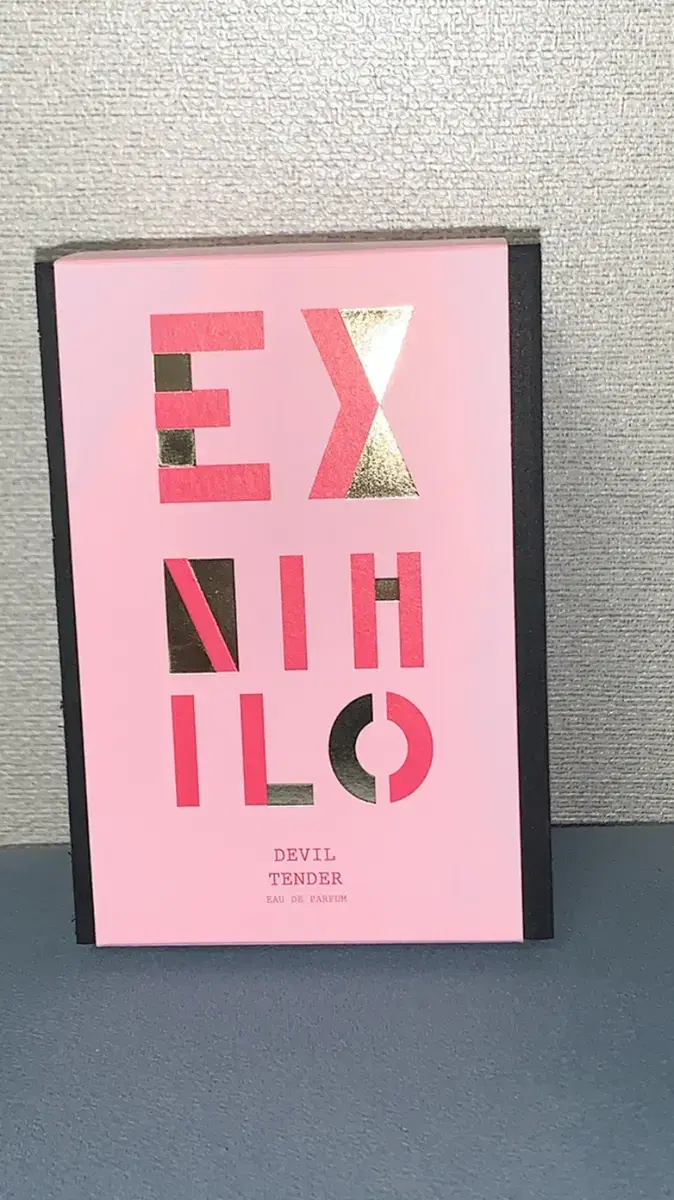 EX
NIH
ILO
DEVIL
TENDER
EAU DE PARFUM